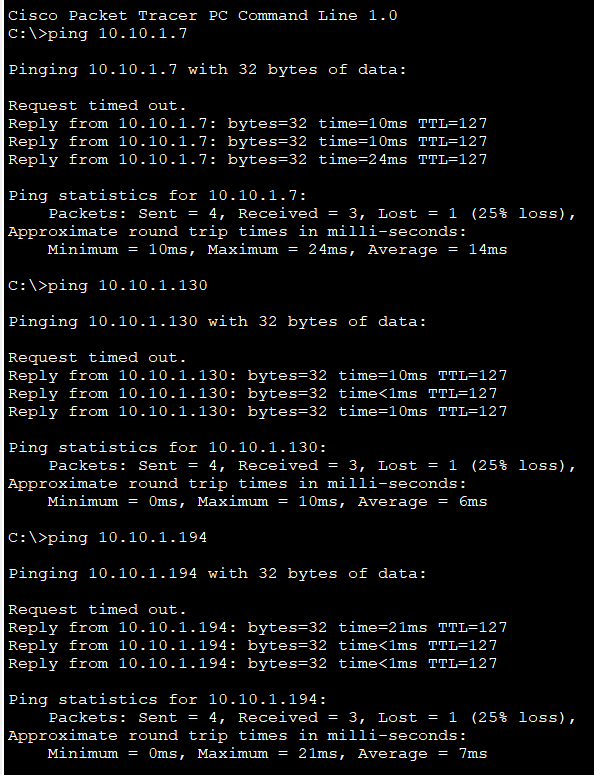 Cisco Packet Tracer PC Command Line 1.0
C:\>ping 10.10.1.7
Pinging 10.10.1.7 with 32 bytes of data:
Request timed out.
Reply from 10.10.1.7: bytes=32 time=10ms TTL=127
Reply from 10.10.1.7: bytes=32 time=10ms TTL=127
Reply from 10.10.1.7: bytes=32 time=24ms TTL=127
Ping statistics for 10.10.1.7:
    Packets: Sent = 4, Received = 3, Lost = 1 (25% loss),
Approximate round trip times in milli-seconds:
    Minimum = 10ms, Maximum = 24ms, Average = 14ms
C:\>ping 10.10.1.130
Pinging 10.10.1.130 with 32 bytes of data:
Request timed out.
Reply from 10.10.1.130: bytes=32 time=10ms TTL=127
Reply from 10.10.1.130: bytes=32 time<1ms TTL=127
Reply from 10.10.1.130: bytes=32 time=10ms TTL=127
Ping statistics for 10.10.1.130:
    Packets: Sent = 4, Received = 3, Lost = 1 (25% loss),
Approximate round trip times in milli-seconds:
    Minimum = 0ms, Maximum = 10ms, Average = 6ms
C:\>ping 10.10.1.194
Pinging 10.10.1.194 with 32 bytes of data:
Request timed out.
Reply from 10.10.1.194: bytes=32 time=21ms TTL=127
Reply from 10.10.1.194: bytes=32 time<1ms TTL=127
Reply from 10.10.1.194: bytes=32 time<1ms TTL=127
Ping statistics for 10.10.1.194:
    Packets: Sent = 4, Received = 3, Lost = 1 (25% loss),
Approximate round trip times in milli-seconds:
    Minimum = 0ms, Maximum = 21ms, Average = 7ms